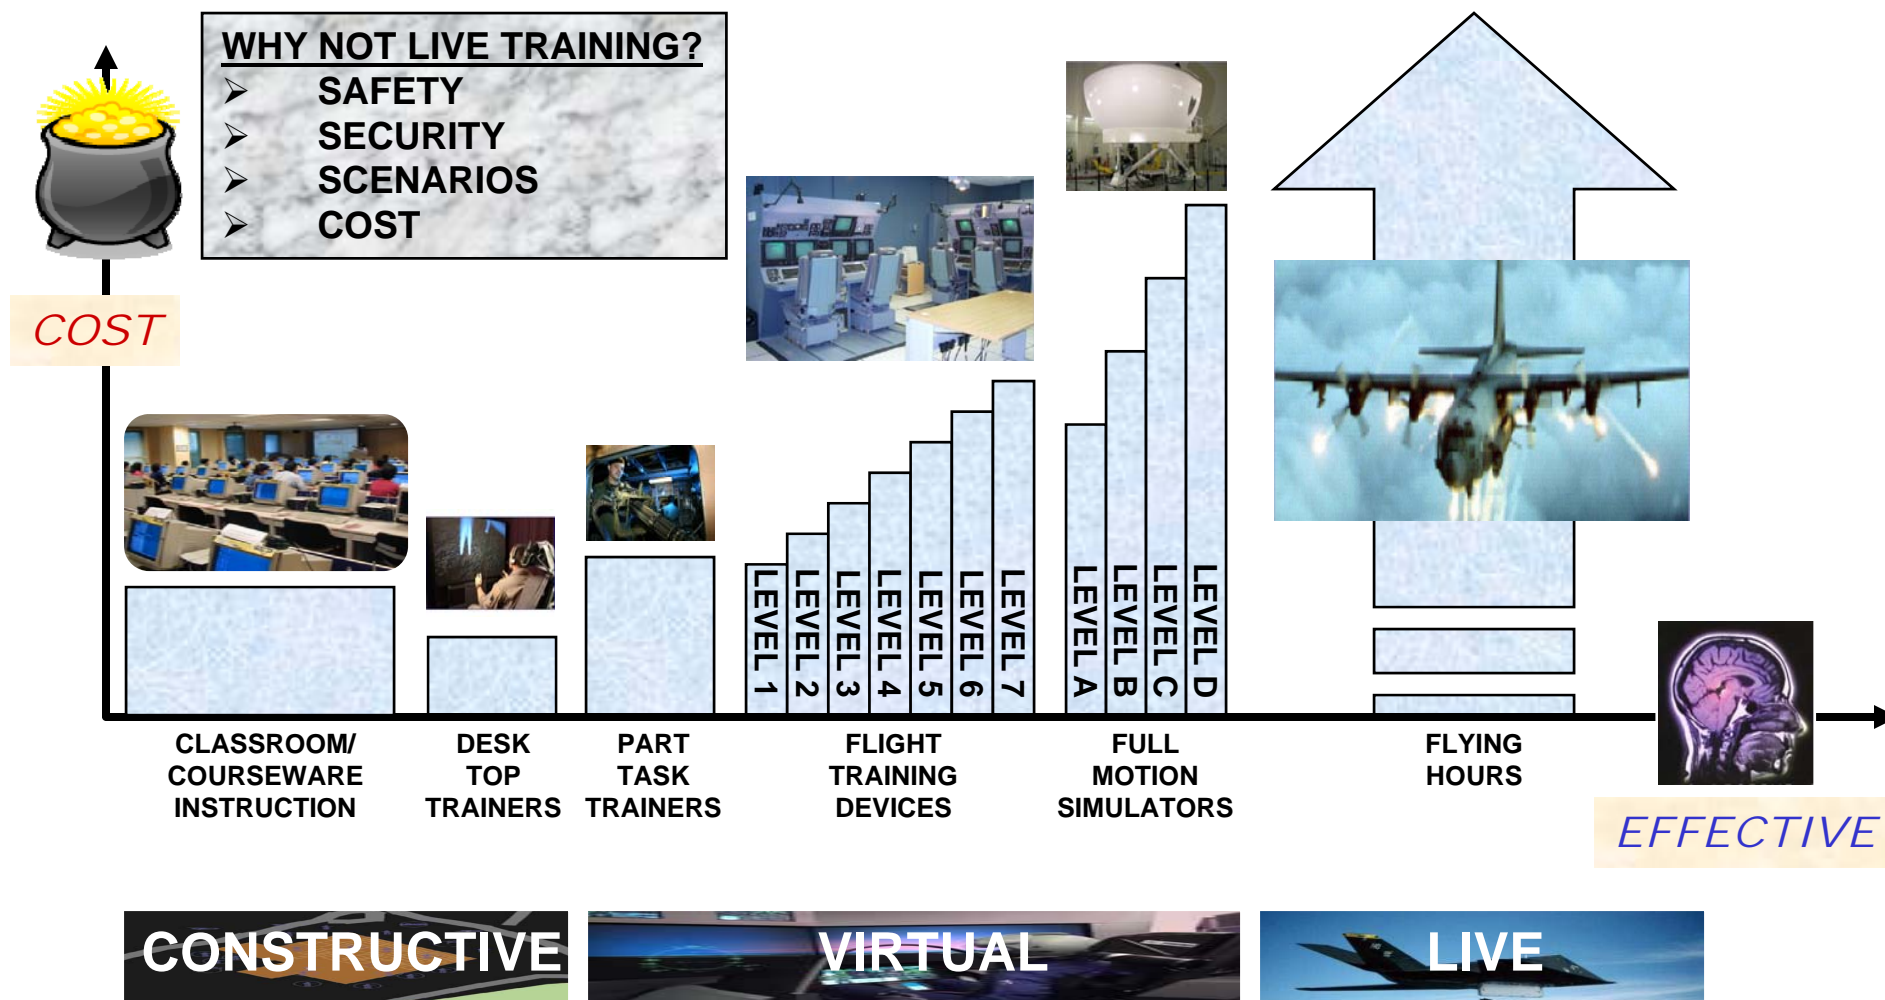 WHY NOT LIVE TRAINING?
➢ SAFETY
➢ SECURITY
➢ SCENARIOS
➢ COST
COST
LEVEL 1
LEVEL 2
LEVEL 3
LEVEL 4
LEVEL 5
LEVEL 6
LEVEL 7
LEVEL A
LEVEL B
LEVEL C
LEVEL D
CLASSROOM/
COURSEWARE
INSTRUCTION
DESK
TOP
TRAINERS
PART
TASK
TRAINERS
FLIGHT
TRAINING
DEVICES
FULL
MOTION
SIMULATORS
FLYING
HOURS
EFFECTIVE
CONSTRUCTIVE
VIRTUAL
LIVE